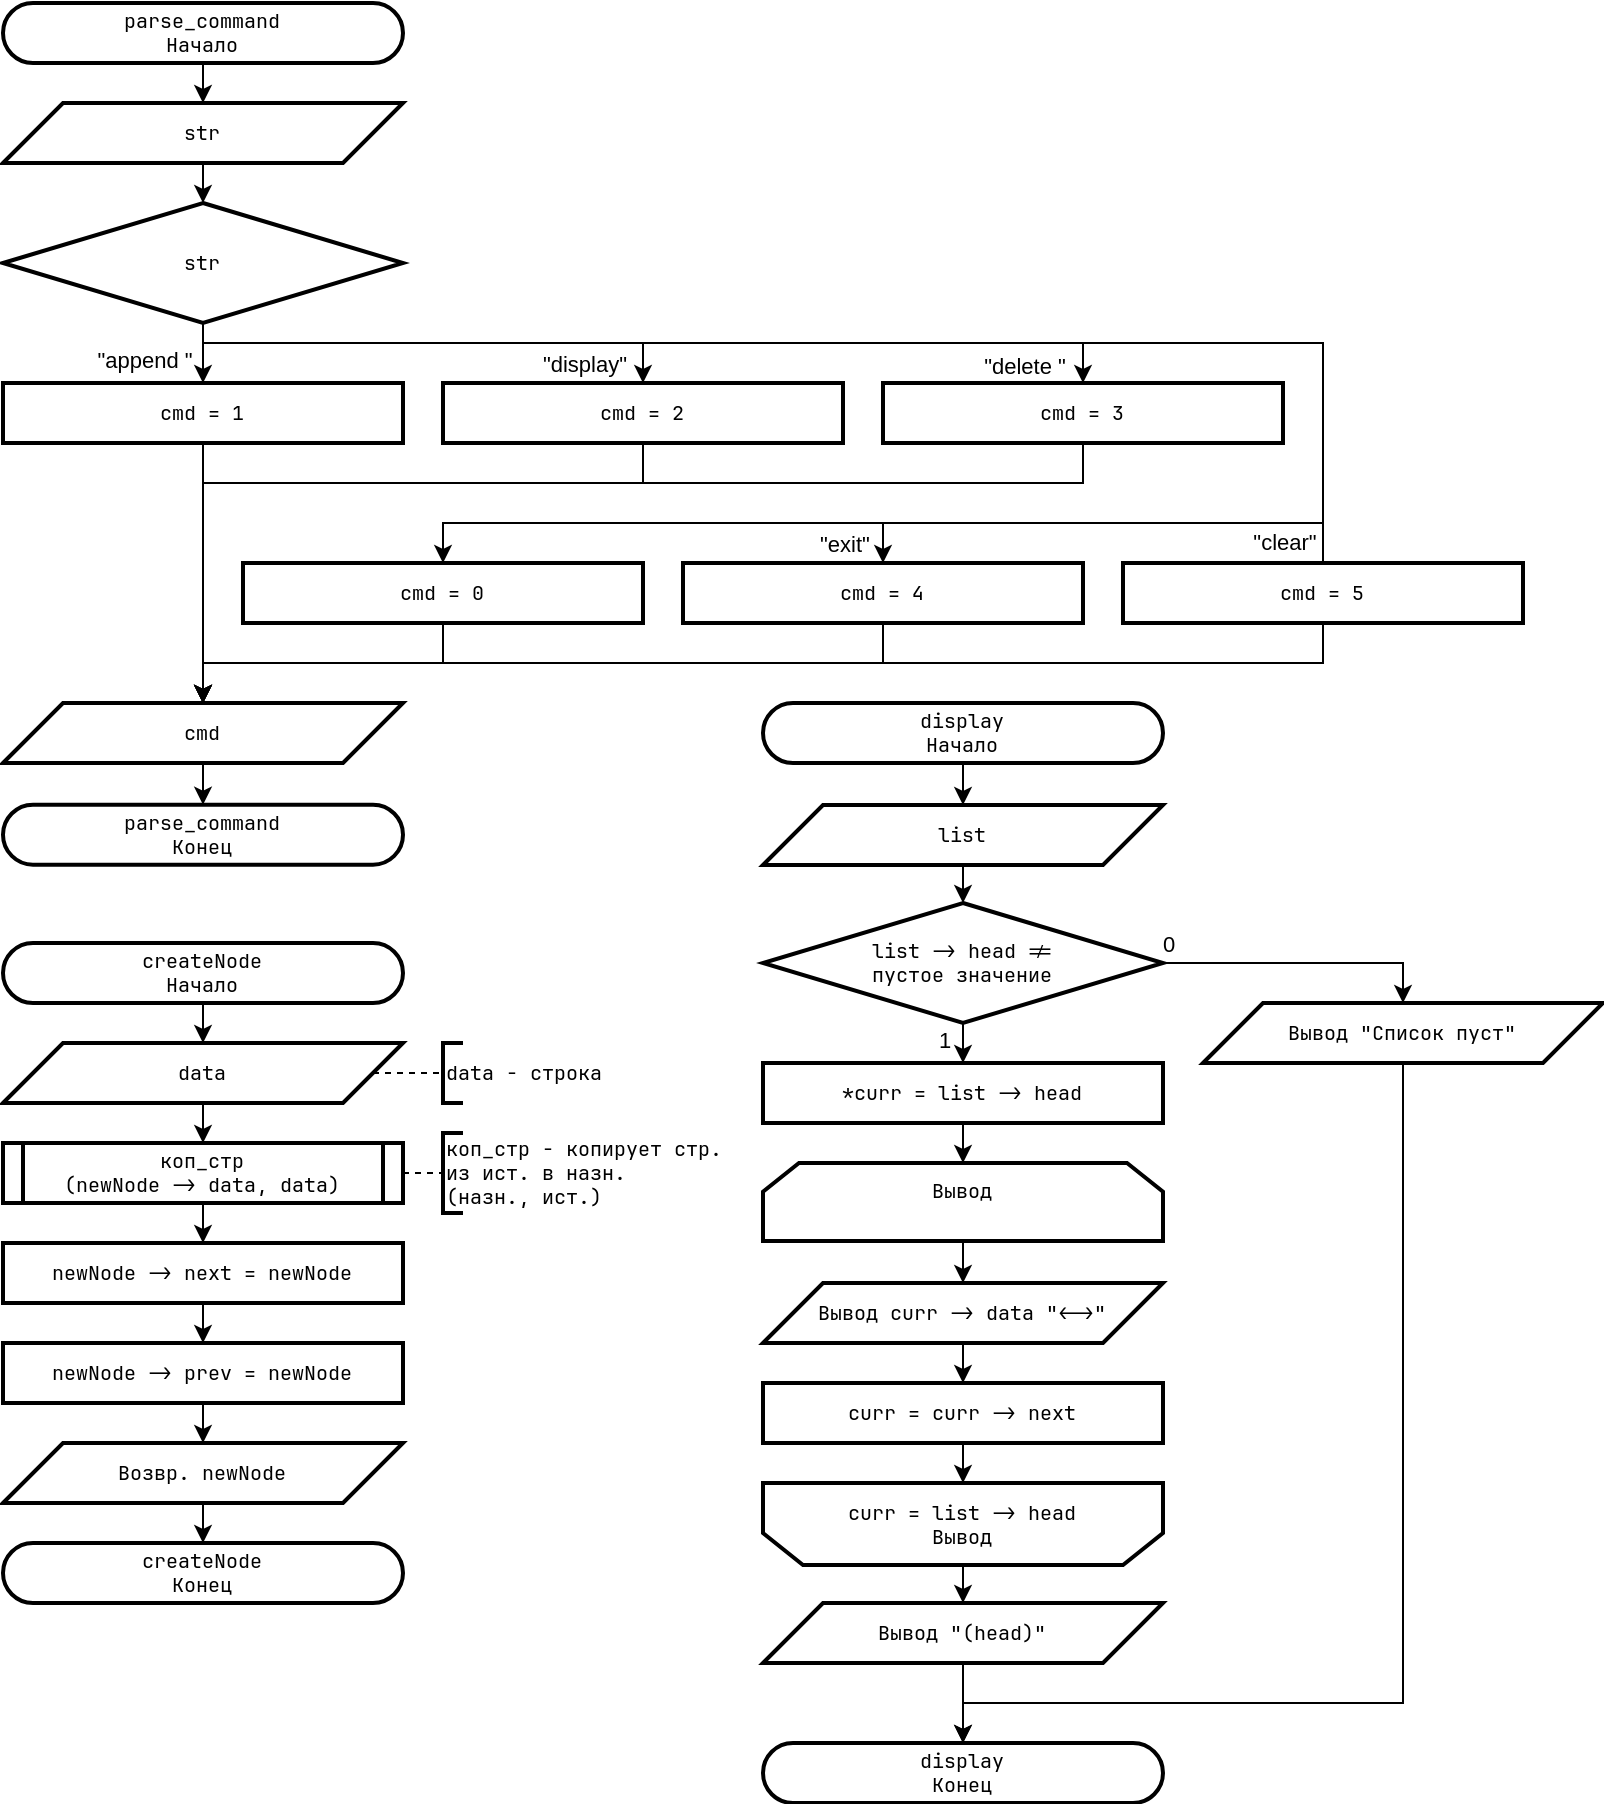 parse_command
Начало
str
str
"append "
"display"
"delete "
cmd = 1
cmd = 2
cmd = 3
"exit"
"clear"
cmd = 0
cmd = 4
cmd = 5
cmd
parse_command
Конец
createNode
Начало
data
data - строка
коп_стр
(newNode -> data, data)
коп_стр - копирует стр.
из ист. в назн.
(назн., ист.)
newNode -> next = newNode
newNode -> prev = newNode
Возвр. newNode
createNode
Конец
display
Начало
list
list -> head ≠
пустое значение
0
1
Вывод "Список пуст"
*curr = list -> head
Вывод
Вывод curr -> data "<-->"
curr = curr -> next
curr = list -> head
Вывод
Вывод "(head)"
display
Конец